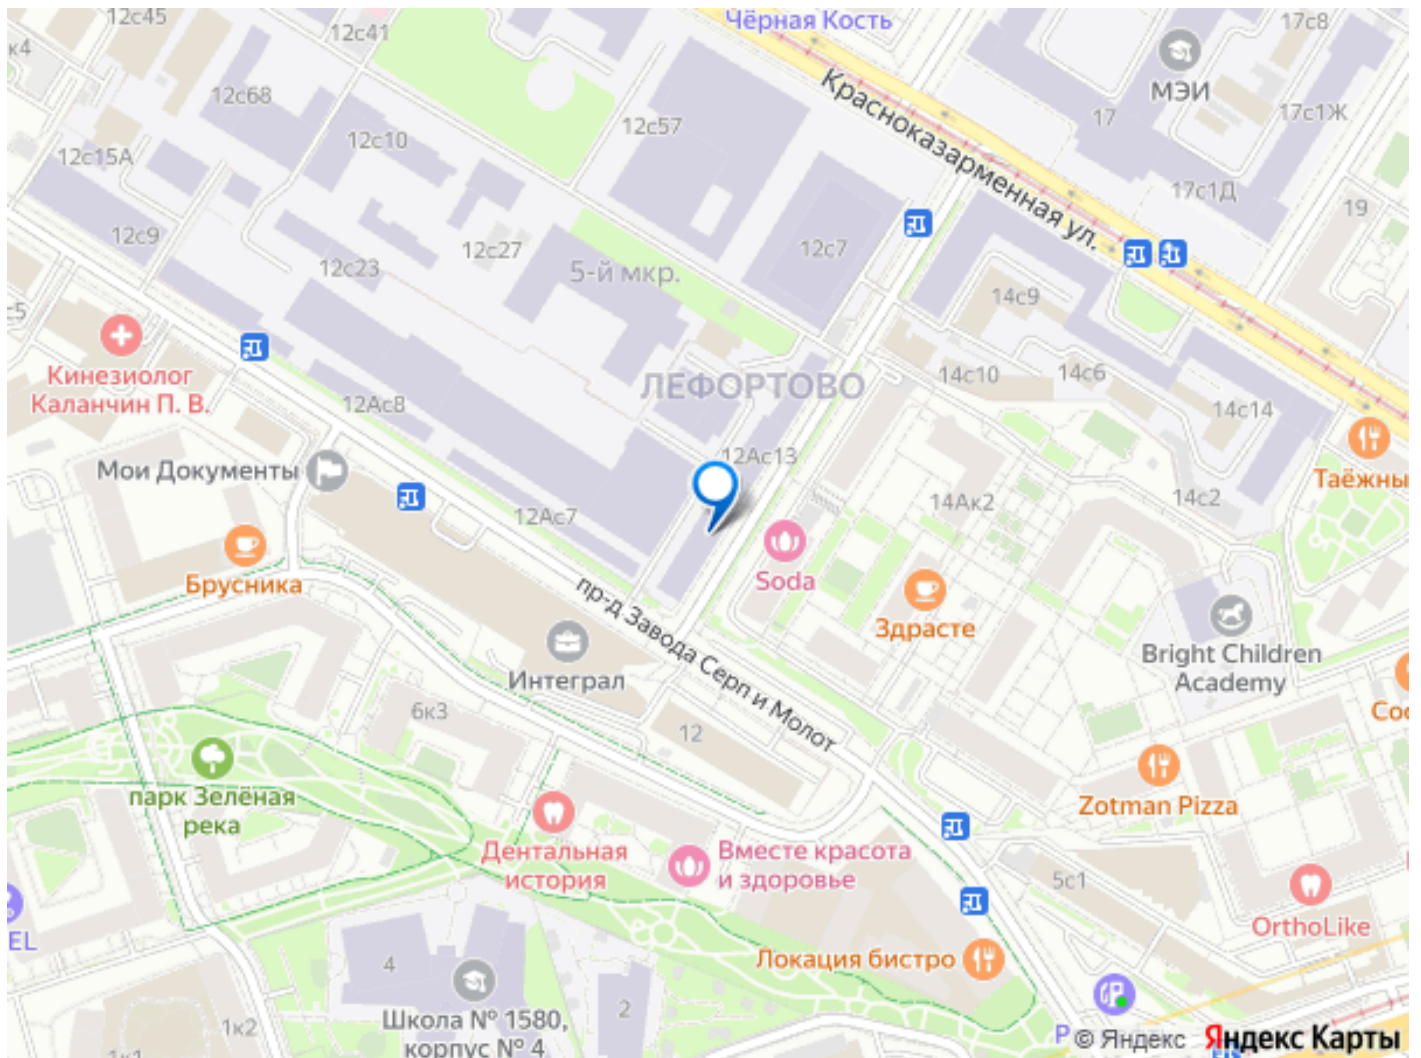 12с45
Чёрная Кость
17с8
к4
12с41
МЭИ
12с68
Красноказарменная ул.
17
17с1Ж
12с57
12с10
12с15А
17с1Д
19
12с9
12с27
12с7
12с23
5-й мкр.
14с9
с5
Кинезиолог
Каланчин П. В.
ЛЕФОРТОВО
14с10
14с6
12Ас8
14с14
12Ас13
Мои Документы
Таёжны
14Ак2
14с2
12Ас7
Брусника
Soda
пр-д Завода Серп и Молот
Здрасте
Bright Children
Academy
Интеграл
6к3
12
Соc
парк Зелёная
река
Zotman Pizza
Дентальная
история
Вместе красота
и здоровье
5с1
EL
OrthoLike
Локация бистро
4
2
Школа № 1580,
корпус № 4
1к2
1к1
P
© Яндекс
Яндекс Карты